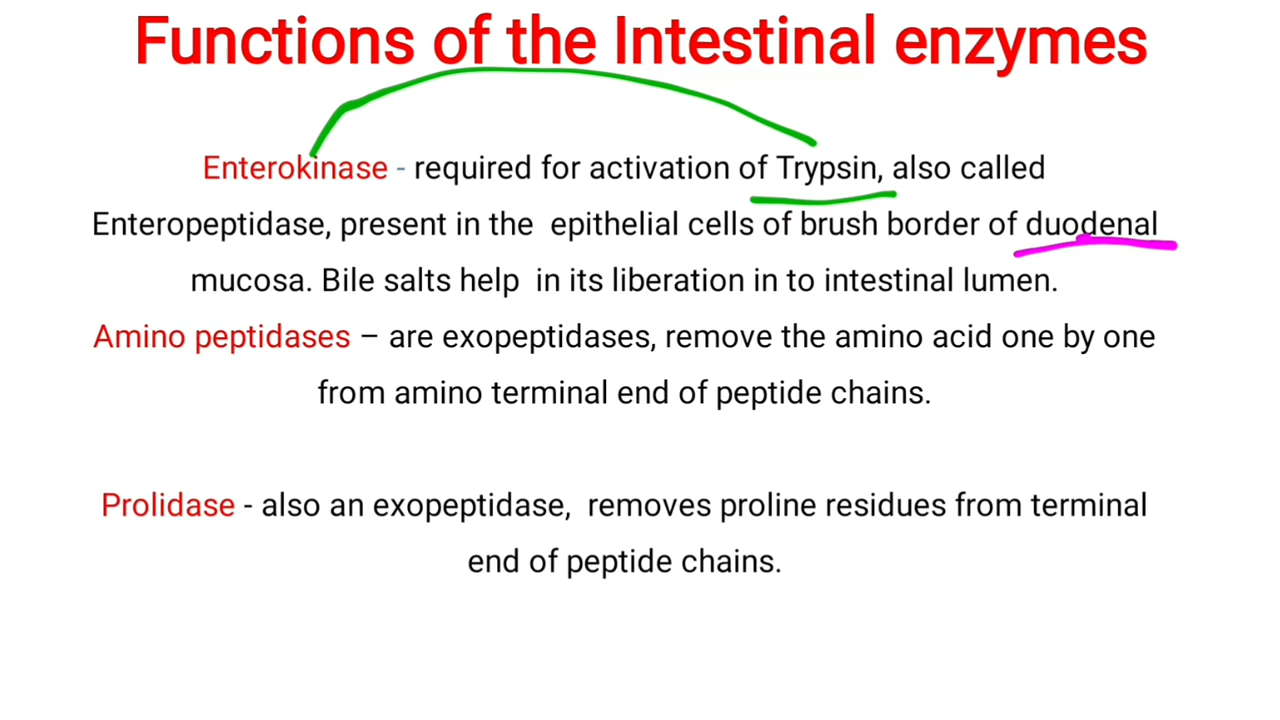 Functions of the Intestinal enzymes
Enterokinase - required for activation of Trypsin, also called
Enteropeptidase, present in the epithelial cells of brush border of duodenal
mucosa. Bile salts help in its liberation in to intestinal lumen.
Amino peptidases – are exopeptidases, remove the amino acid one by one
from amino terminal end of peptide chains.
Prolidase - also an exopeptidase, removes proline residues from terminal
end of peptide chains.